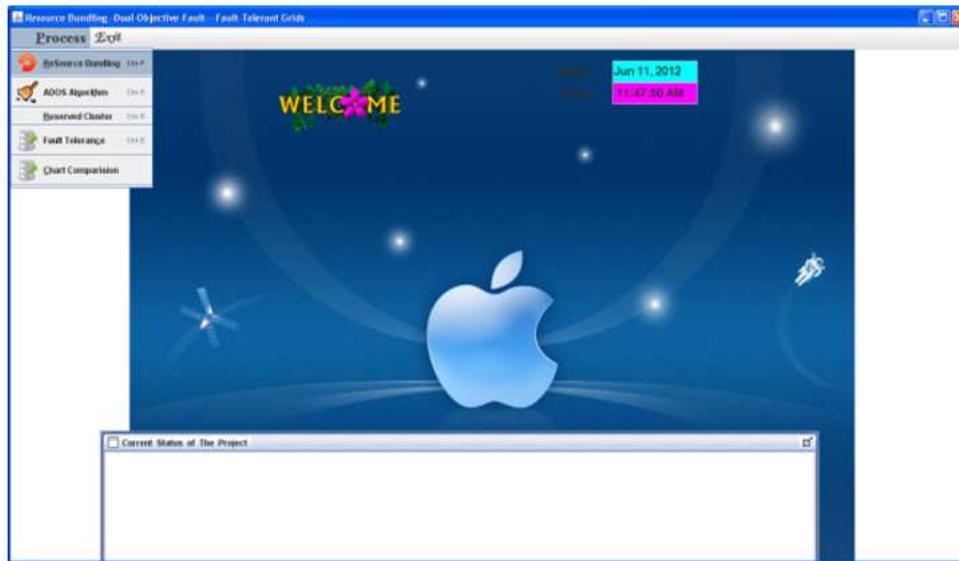 Resource Bundling -Dual-Objective-Fault---Fault Tolerant Grids
Process Exit
ReSource Bundling
ADOS Algorithm
Reserved Cluster
Fault Tolerance
Chart Comparision
WELCOME
Jun 11, 2012
11:47:50 AM
Current Status of The Project